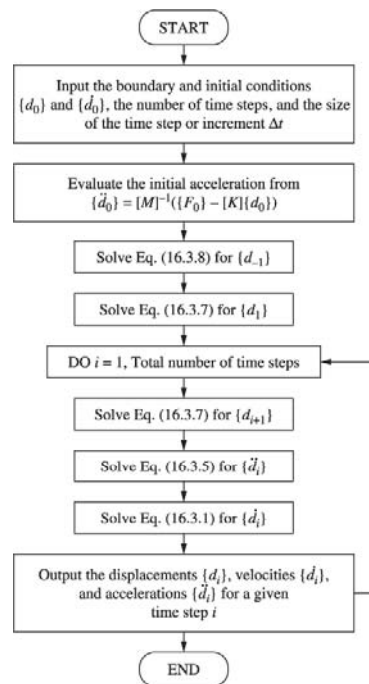 START
Input the boundary and initial conditions
{d₀} and {ḋ₀}, the number of time steps, and the size
of the time step or increment Δt
Evaluate the initial acceleration from
{d̈₀} = [M]⁻¹({F₀} − [K]{d₀})
Solve Eq. (16.3.8) for {d₋₁}
Solve Eq. (16.3.7) for {d₁}
DO i = 1, Total number of time steps
Solve Eq. (16.3.7) for {dᵢ₊₁}
Solve Eq. (16.3.5) for {d̈ᵢ}
Solve Eq. (16.3.1) for {ḋᵢ}
Output the displacements {dᵢ}, velocities {ḋᵢ},
and accelerations {d̈ᵢ} for a given
time step i
END